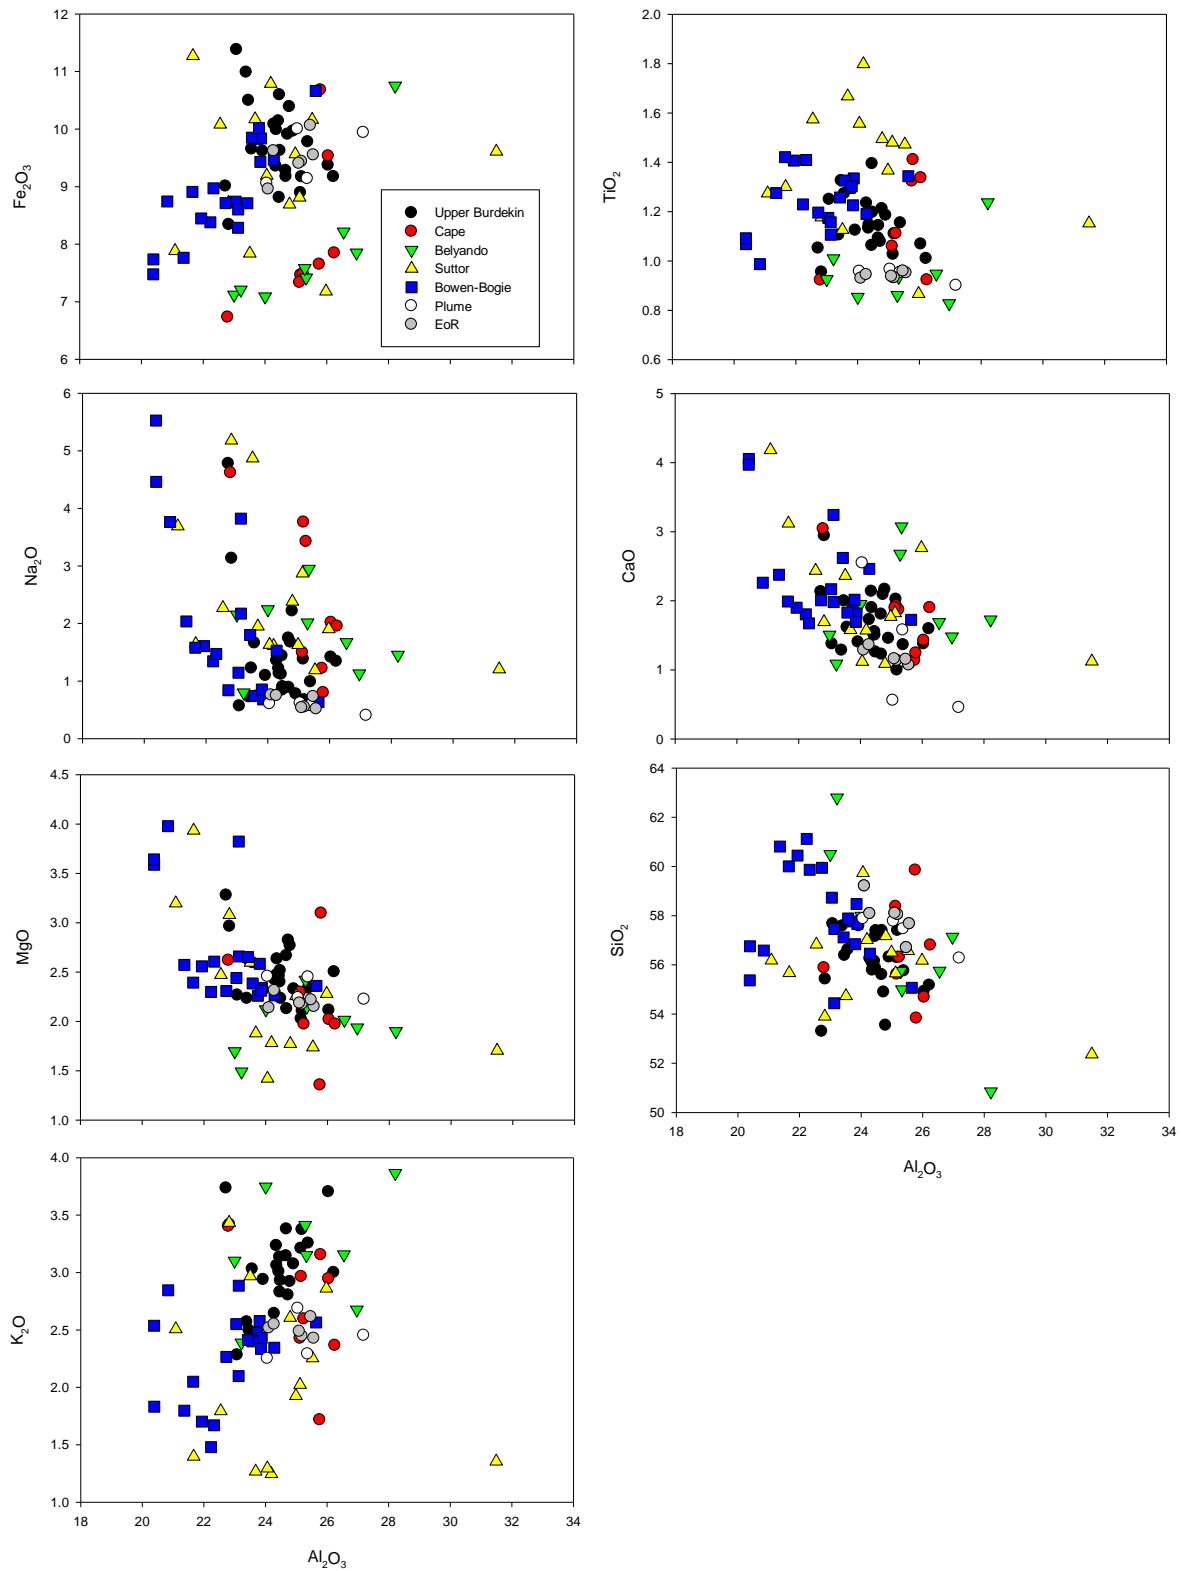 12
11
10
9
8
7
6
Fe₂O₃
Upper Burdekin
Cape
Belyando
Suttor
Bowen-Bogie
Plume
EoR
2.0
1.8
1.6
1.4
1.2
1.0
0.8
0.6
TiO₂
6
5
4
3
2
1
0
Na₂O
5
4
3
2
1
0
CaO
4.5
4.0
3.5
3.0
2.5
2.0
1.5
1.0
MgO
64
62
60
58
56
54
52
50
SiO₂
18 20 22 24 26 28 30 32 34
Al₂O₃
4.0
3.5
3.0
2.5
2.0
1.5
1.0
K₂O
18 20 22 24 26 28 30 32 34
Al₂O₃